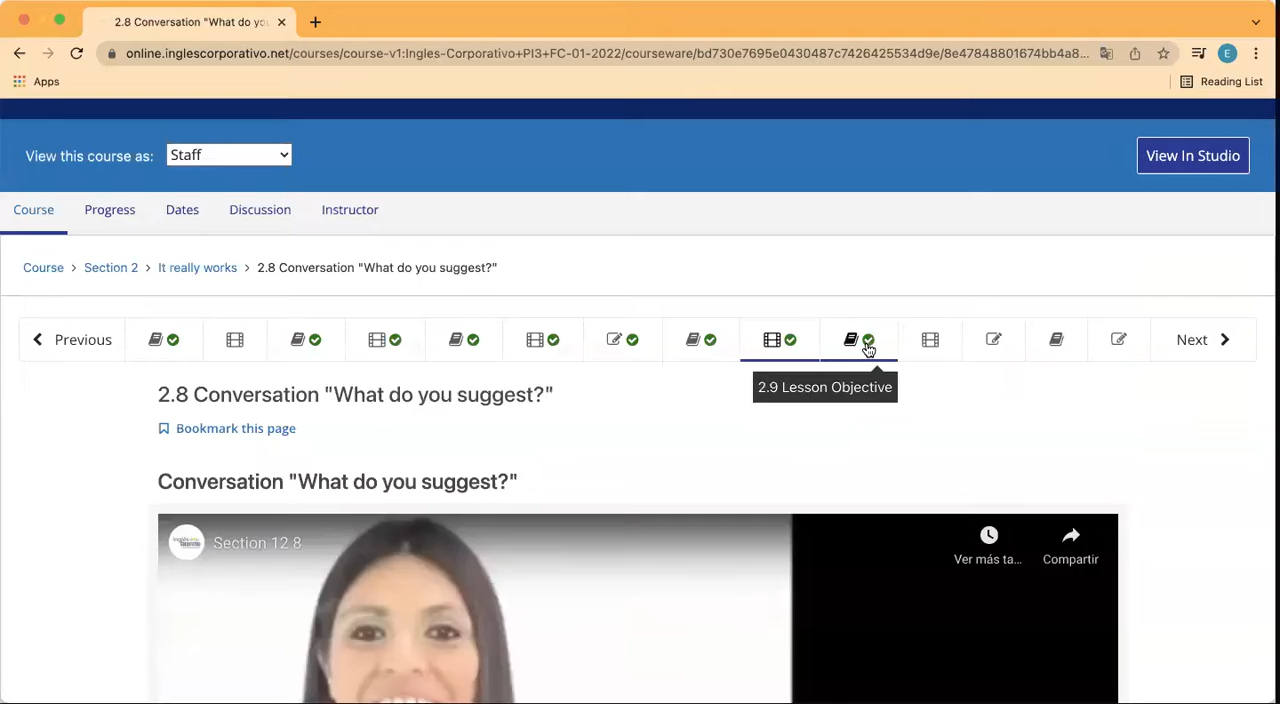 2.8 Conversation "What do yo
online.inglescorporativo.net/courses/course-v1:Ingles-Corporativo+PI3+FC-01-2022/courseware/bd730e7695e0430487c7426425534d9e/8e47848801674bb4a8...
E
Apps
Reading List
View this course as:
Staff
View In Studio
Course
Progress
Dates
Discussion
Instructor
Course > Section 2 > It really works > 2.8 Conversation "What do you suggest?"
Previous
Next
2.9 Lesson Objective
2.8 Conversation "What do you suggest?"
Bookmark this page
Conversation "What do you suggest?"
Section 12 8
Ver más ta...
Compartir